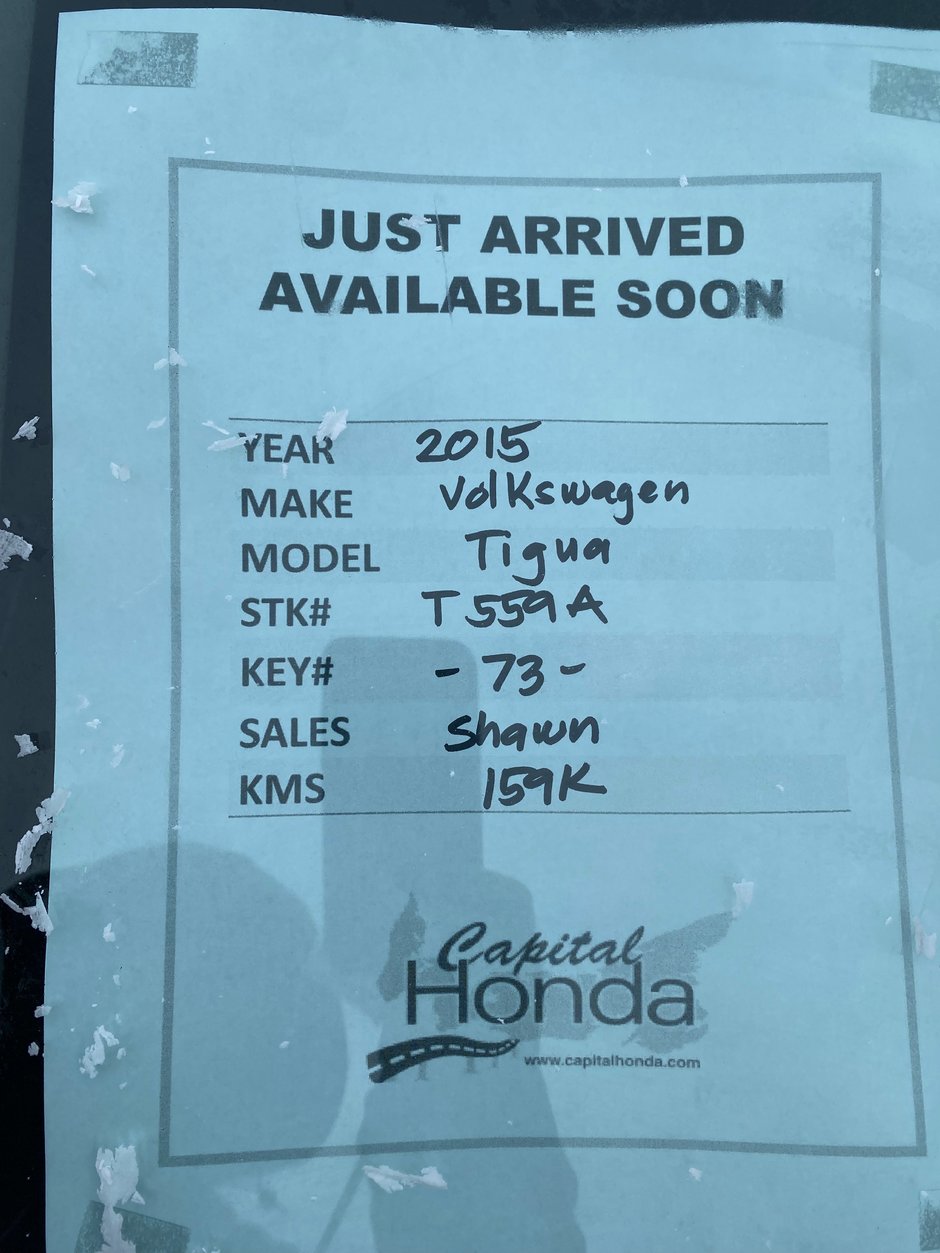 JUST ARRIVED
AVAILABLE SOON
YEAR 2015
MAKE Volkswagen
MODEL Tigua
STK# T559A
KEY# -73-
SALES Shawn
KMS 159K
Capital
Honda
www.capitalhonda.com